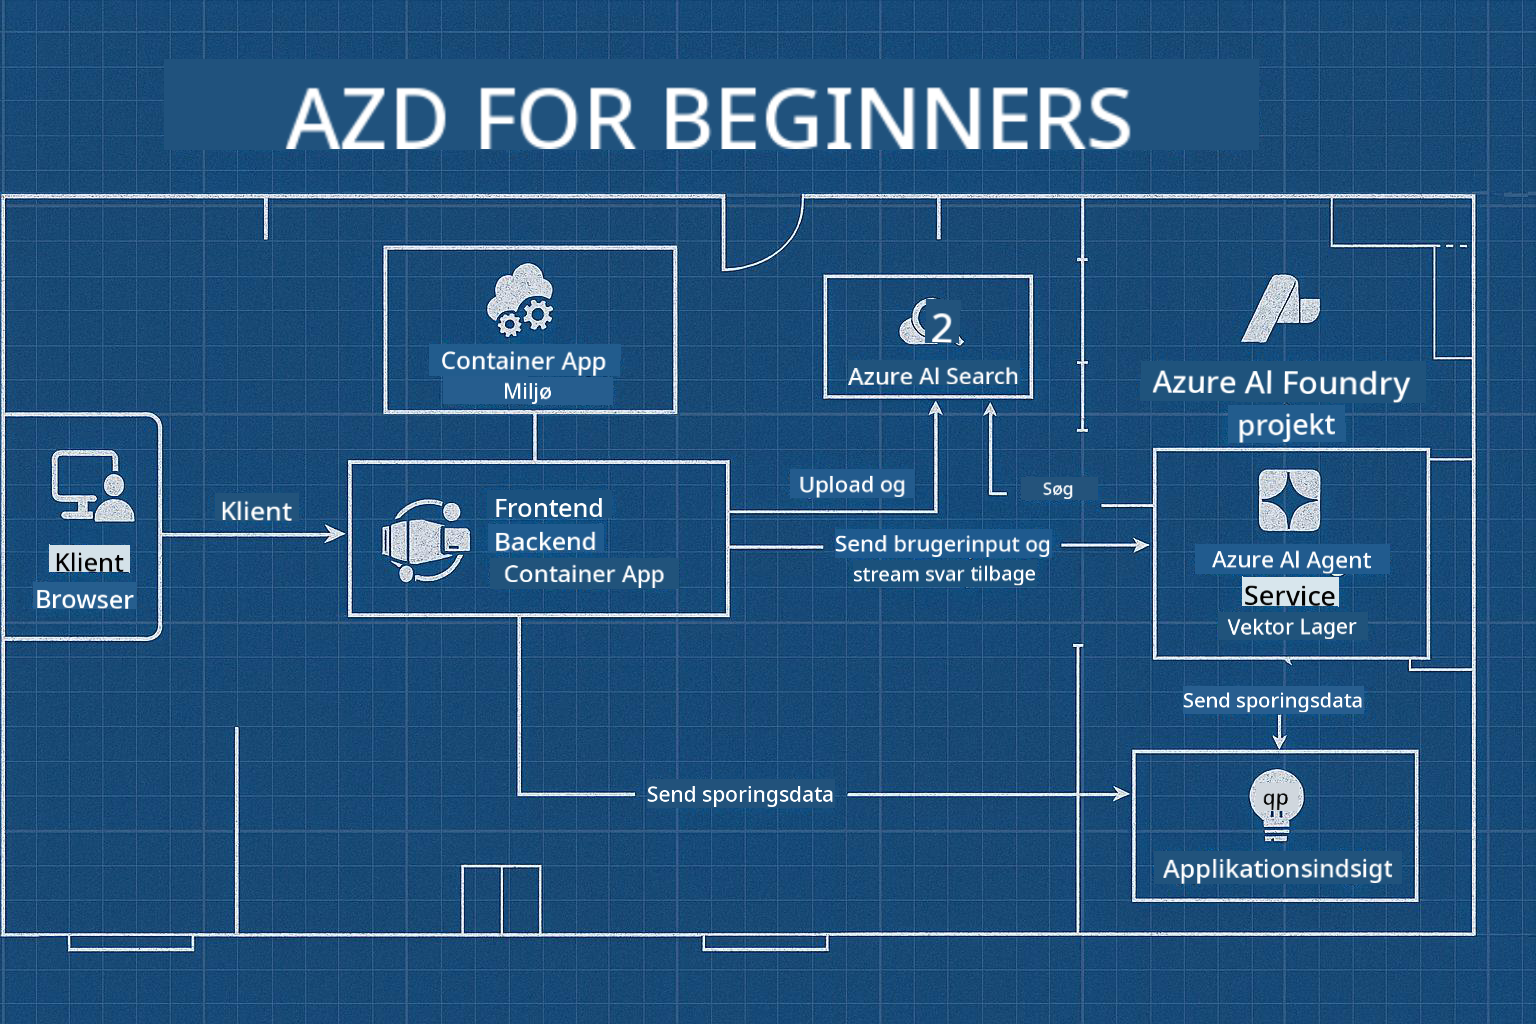 AZD FOR BEGINNERS
Container App
Miljø
2
Azure AI Search
Azure AI Foundry
projekt
Klient
Browser
Klient
Frontend
Backend
Container App
Upload og
Søg
Send brugerinput og
stream svar tilbage
Azure AI Agent
Service
Vektor Lager
Send sporingsdata
Send sporingsdata
qp
Applikationsindsigt